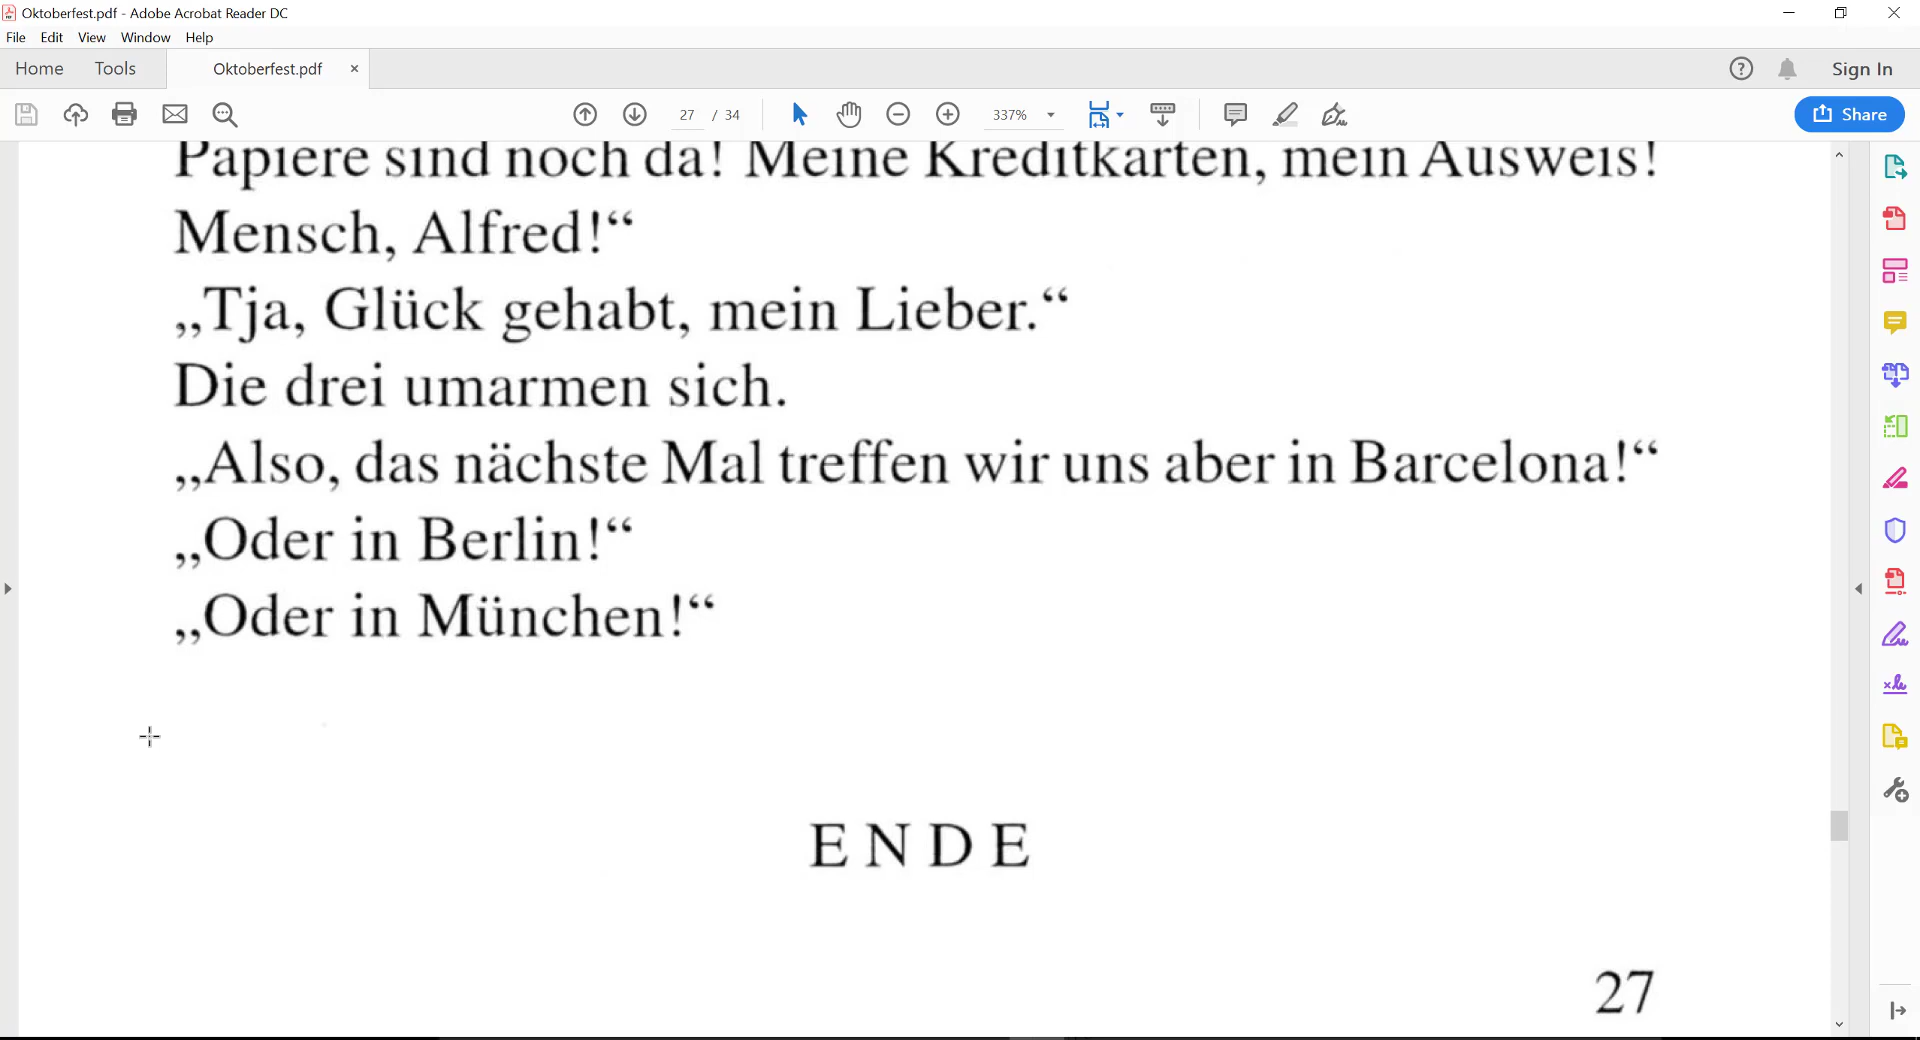 Oktoberfest.pdf - Adobe Acrobat Reader DC
File Edit View Window Help
Home Tools Oktoberfest.pdf × Sign In
27 / 34 337% Share
Papiere sind noch da! Meine Kreditkarten, mein Ausweis!
Mensch, Alfred!“
„Tja, Glück gehabt, mein Lieber.“
Die drei umarmen sich.
„Also, das nächste Mal treffen wir uns aber in Barcelona!“
„Oder in Berlin!“
„Oder in München!“
E N D E
27